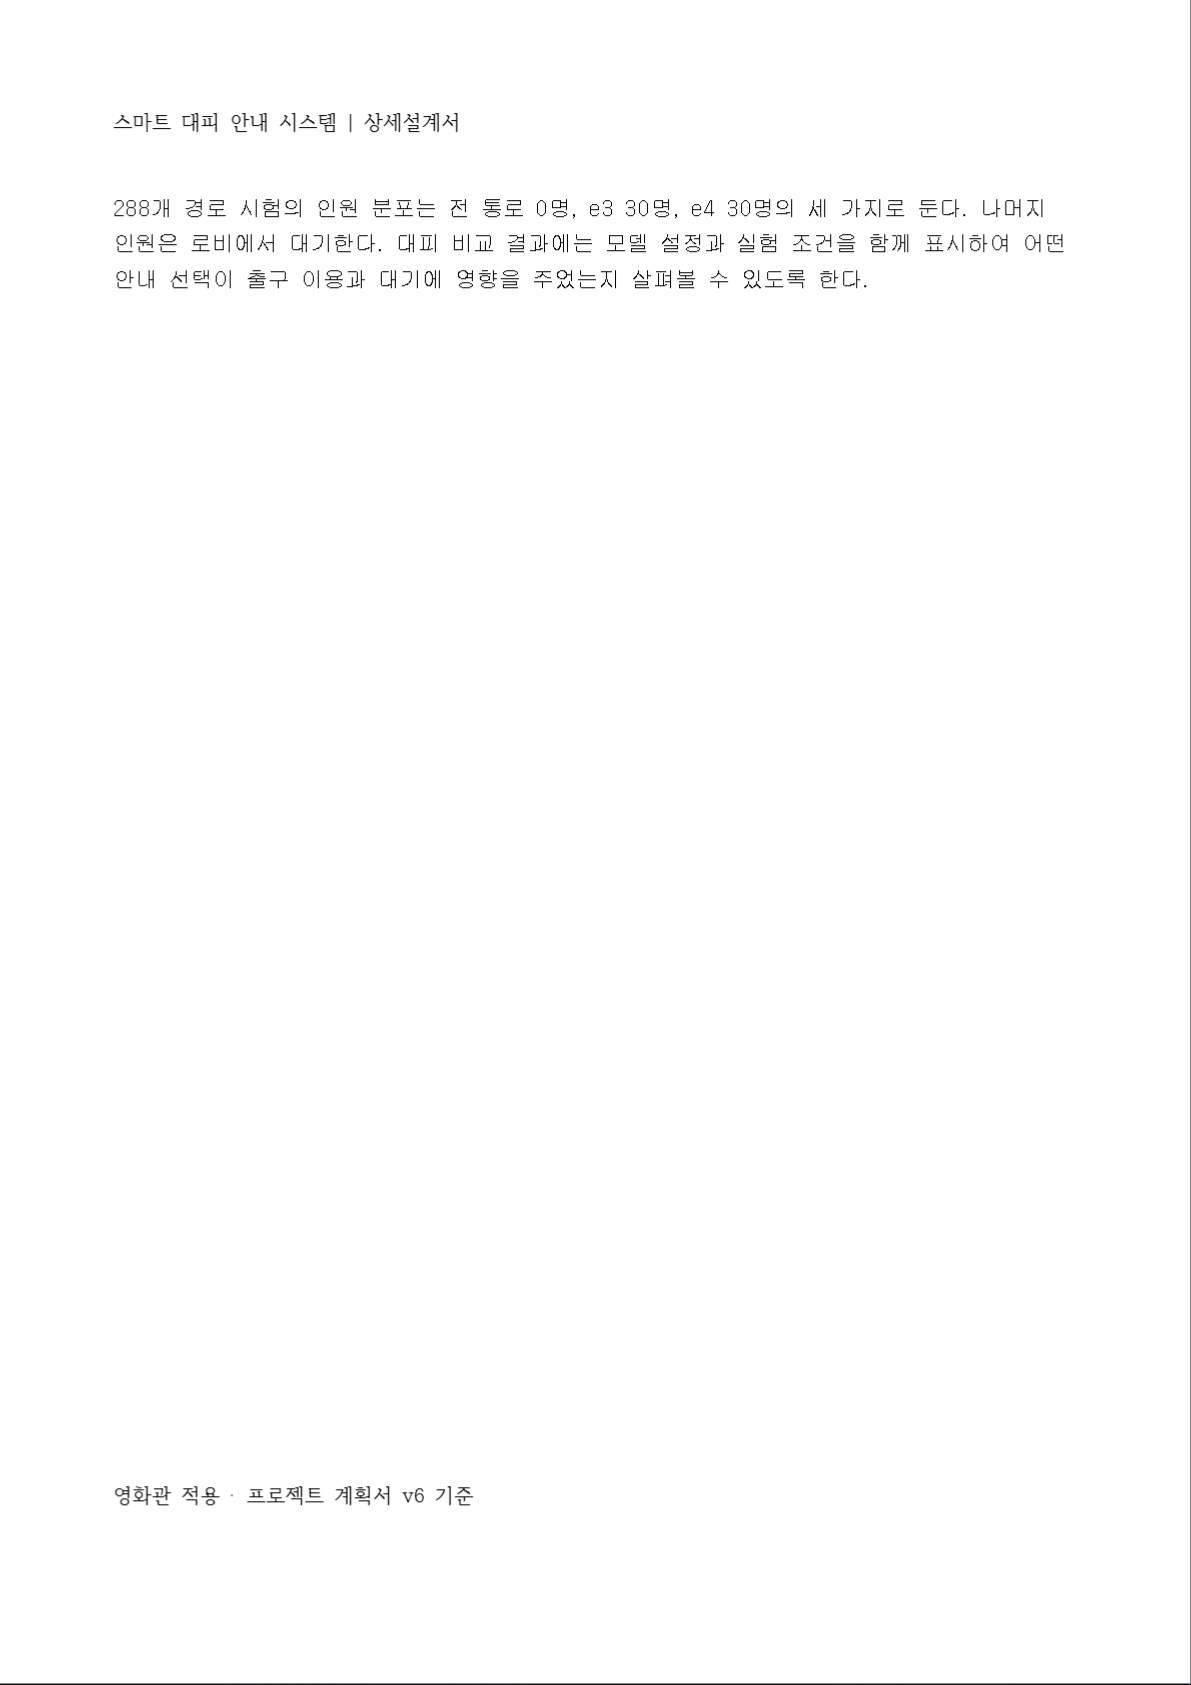 스마트 대피 안내 시스템 | 상세설계서
288개 경로 시험의 인원 분포는 전 통로 0명, e3 30명, e4 30명의 세 가지로 둔다. 나머지
인원은 로비에서 대기한다. 대피 비교 결과에는 모델 설정과 실험 조건을 함께 표시하여 어떤
안내 선택이 출구 이용과 대기에 영향을 주었는지 살펴볼 수 있도록 한다.
영화관 적용 · 프로젝트 계획서 v6 기준